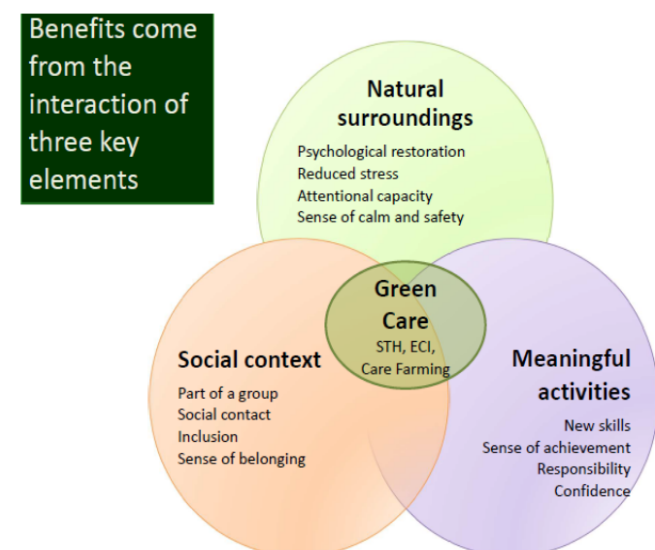 Benefits come
from the
interaction of
three key
elements
Natural
surroundings
Psychological restoration
Reduced stress
Attentional capacity
Sense of calm and safety
Green
Care
STH, ECI,
Care Farming
Social context
Part of a group
Social contact
Inclusion
Sense of belonging
Meaningful
activities
New skills
Sense of achievement
Responsibility
Confidence